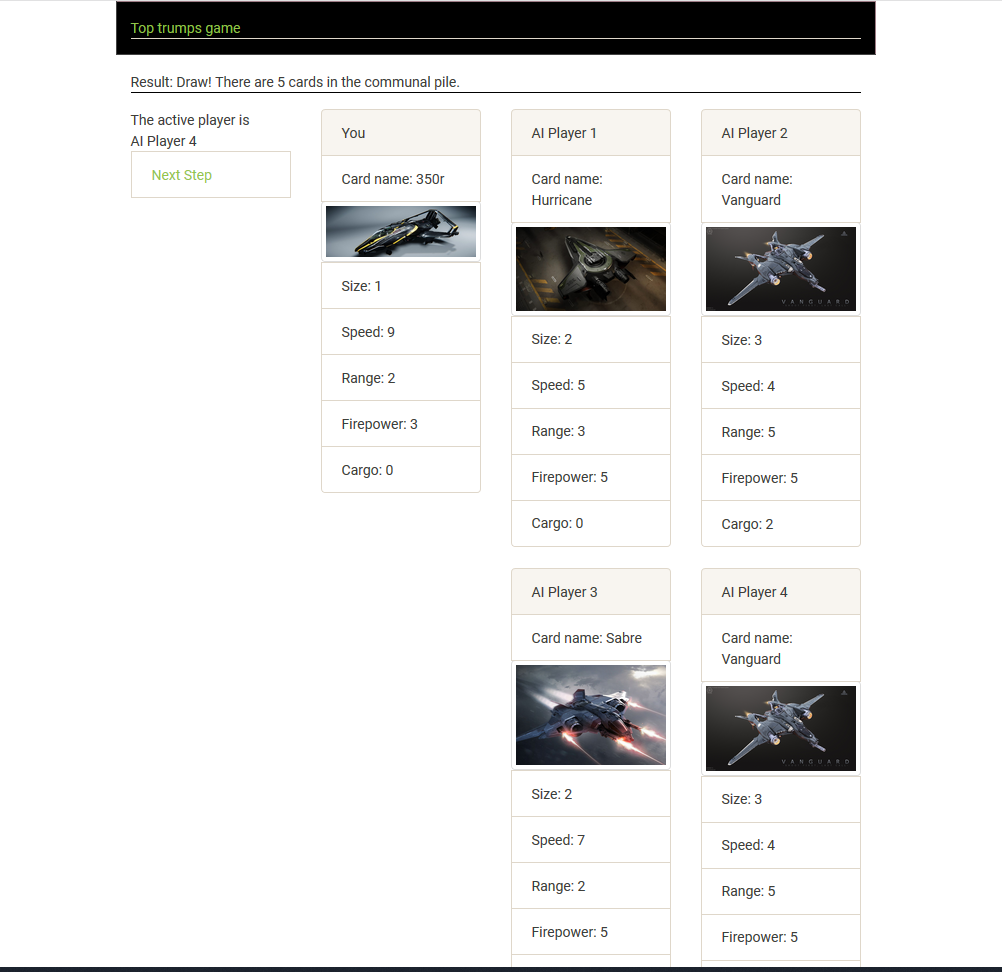 Top trumps game
Result: Draw! There are 5 cards in the communal pile.
The active player is
AI Player 4
Next Step
You
Card name: 350r
Size: 1
Speed: 9
Range: 2
Firepower: 3
Cargo: 0
AI Player 1
Card name:
Hurricane
Size: 2
Speed: 5
Range: 3
Firepower: 5
Cargo: 0
AI Player 2
Card name:
Vanguard
VANGUARD
Size: 3
Speed: 4
Range: 5
Firepower: 5
Cargo: 2
AI Player 3
Card name: Sabre
Size: 2
Speed: 7
Range: 2
Firepower: 5
AI Player 4
Card name:
Vanguard
VANGUARD
Size: 3
Speed: 4
Range: 5
Firepower: 5